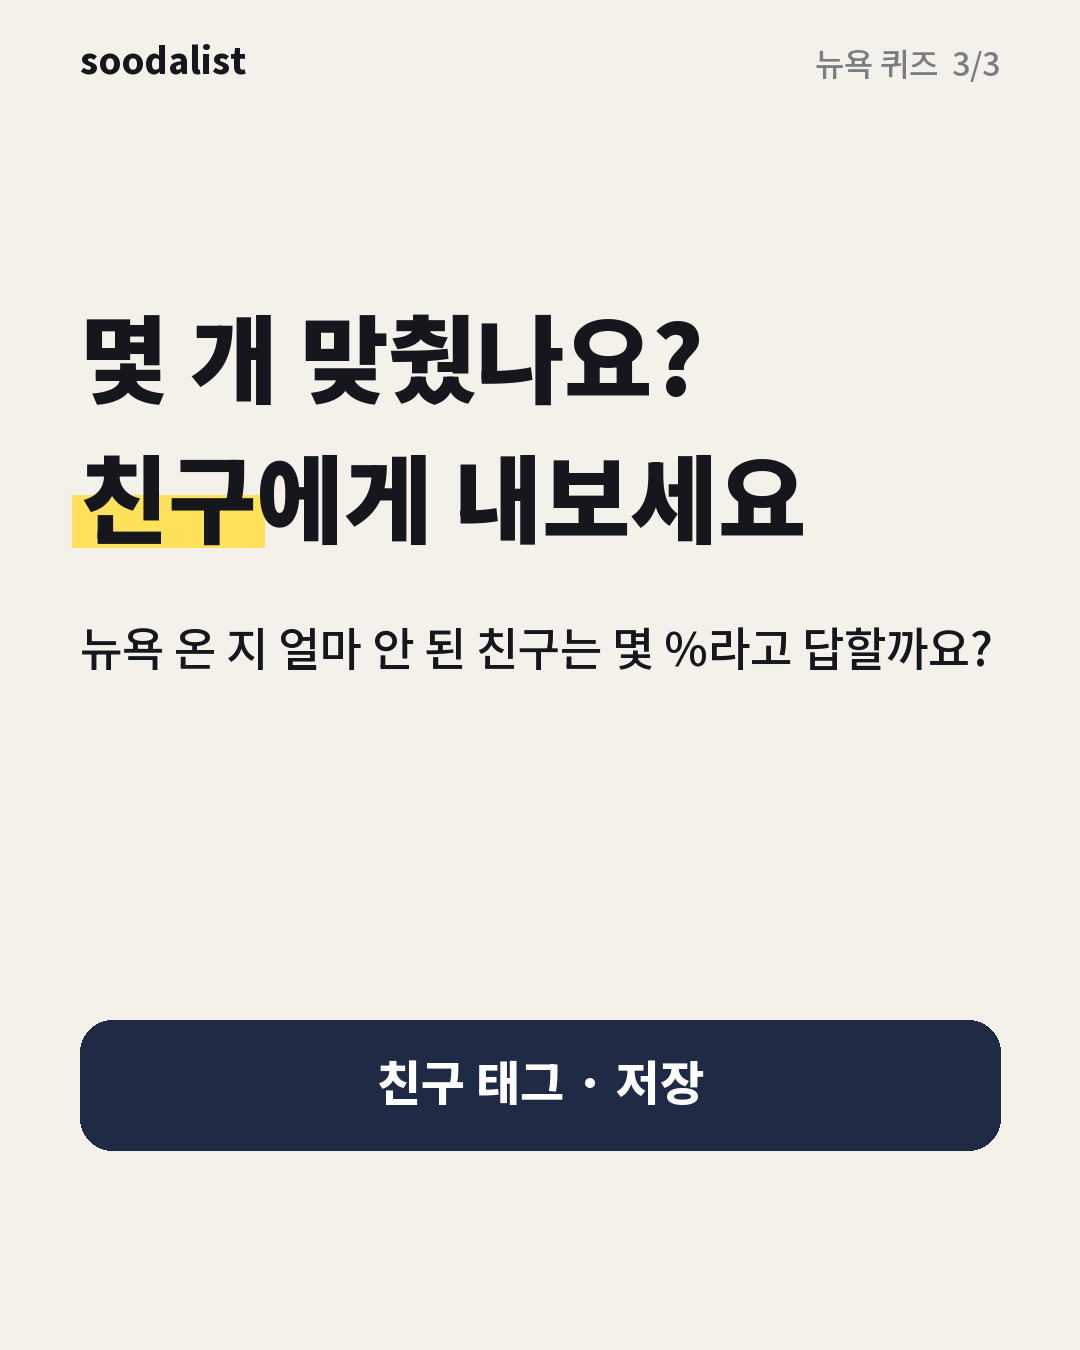 soodalist
뉴욕 퀴즈 3/3
몇 개 맞췄나요?
친구에게 내보세요
뉴욕 온 지 얼마 안 된 친구는 몇 %라고 답할까요?
친구 태그 · 저장